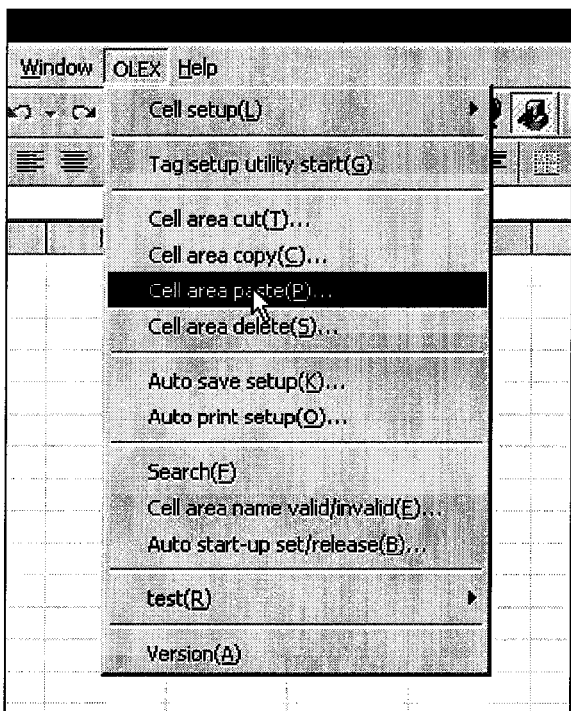 Window OLEX Help
Cell setup(L)
Tag setup utility start(G)
Cell area cut(T)...
Cell area copy(C)...
Cell area paste(P)...
Cell area delete(S)...
Auto save setup(K)...
Auto print setup(O)...
Search(F)
Cell area name valid/invalid(E)...
Auto start-up set/release(B)...
test(R)
Version(A)